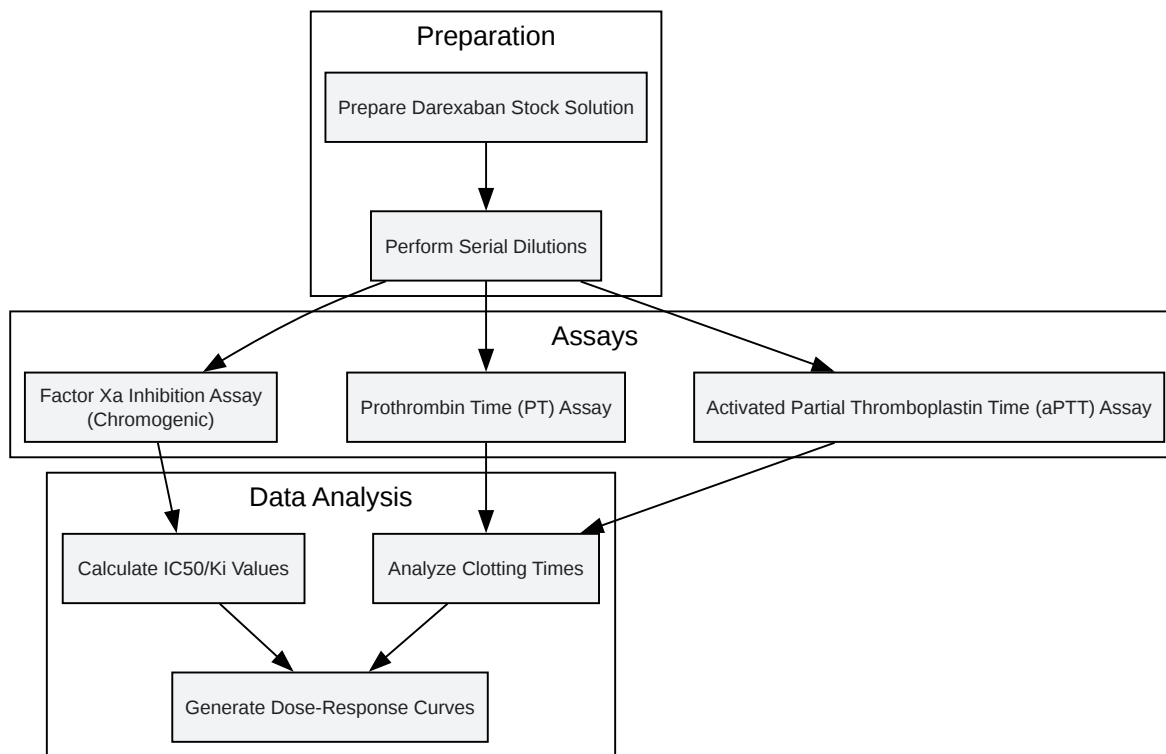 Preparation
Prepare Darexaban Stock Solution
Perform Serial Dilutions
Assays
Factor Xa Inhibition Assay
(Chromogenic)
Prothrombin Time (PT) Assay
Activated Partial Thromboplastin Time (aPTT) Assay
Data Analysis
Calculate IC50/Ki Values
Analyze Clotting Times
Generate Dose-Response Curves